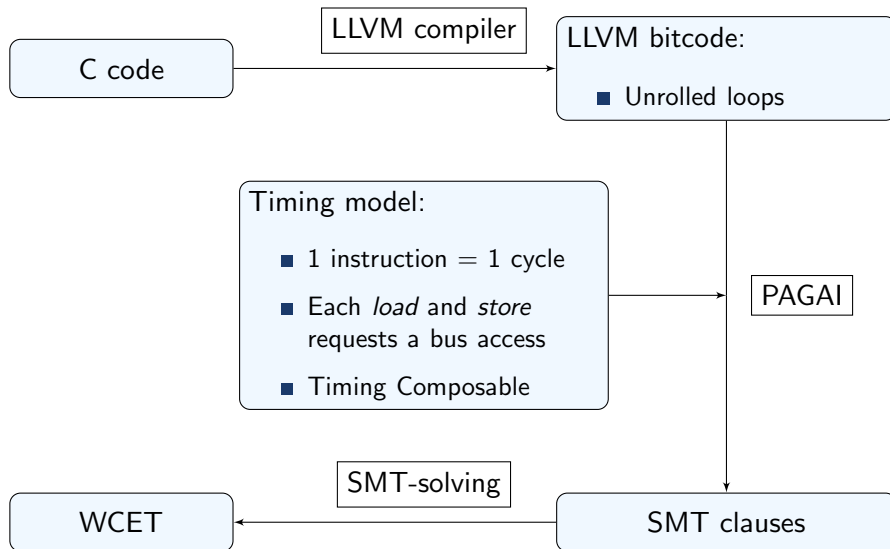 LLVM compiler
C code
LLVM bitcode:
Unrolled loops
Timing model:
1 instruction = 1 cycle
Each load and store
requests a bus access
Timing Composable
PAGAI
SMT-solving
WCET
SMT clauses